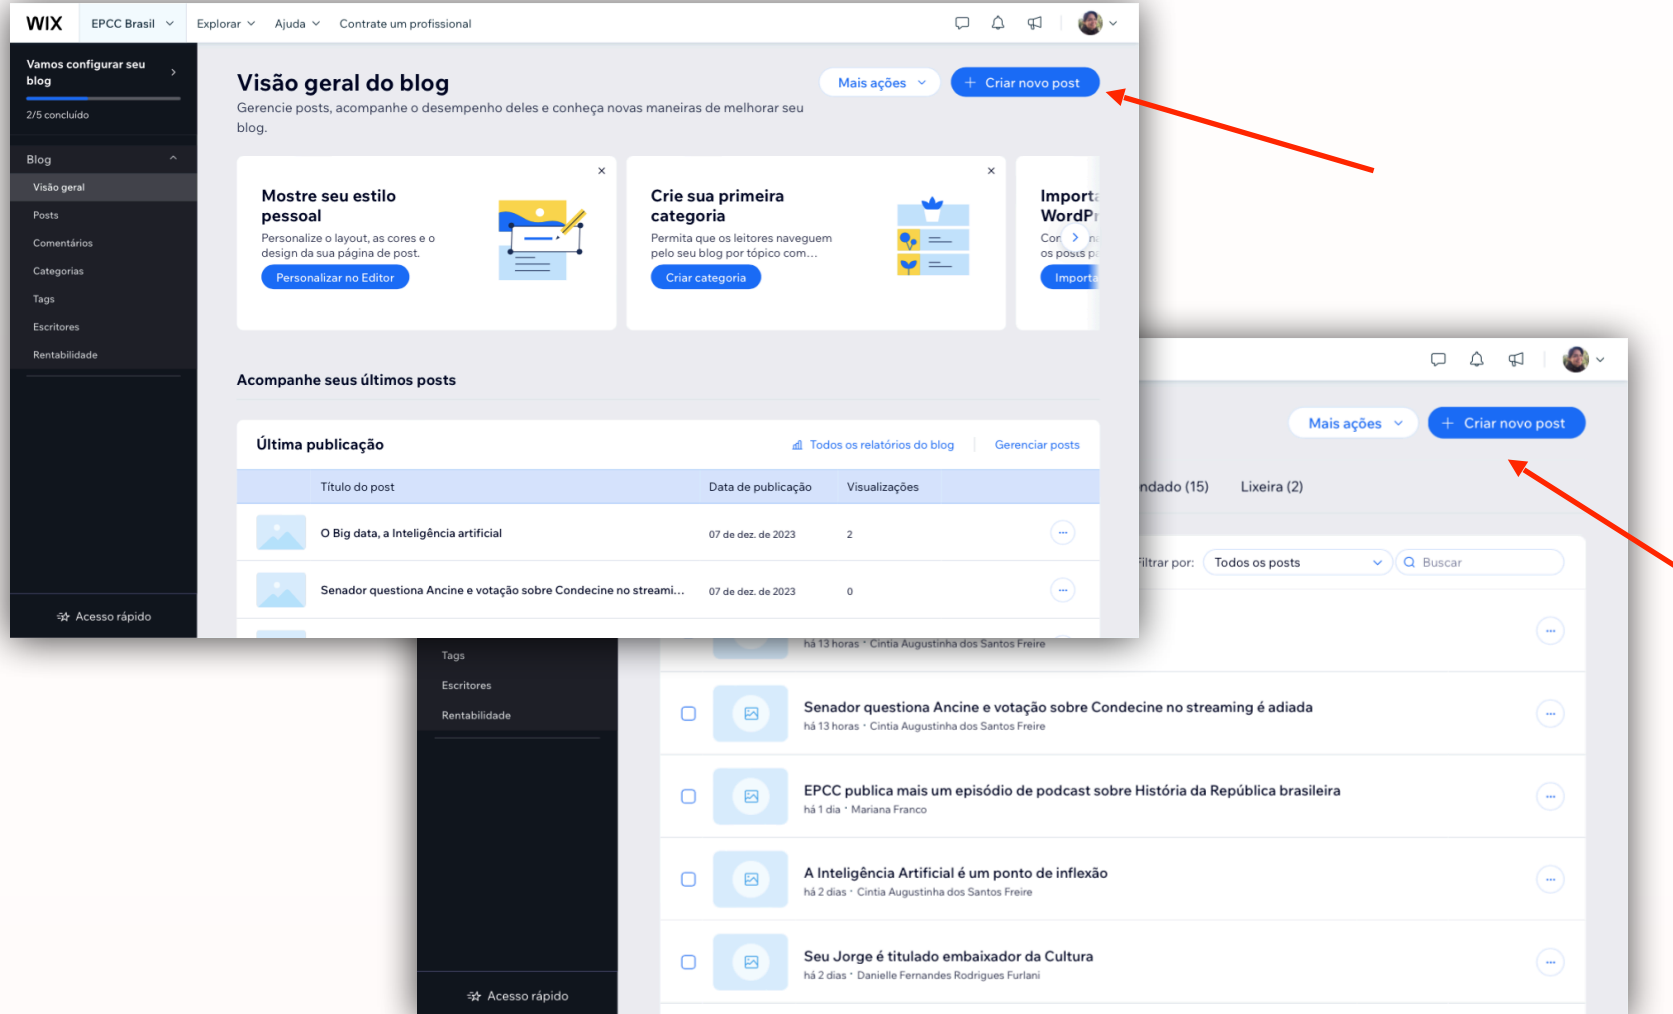 WIX
EPCC Brasil
Explorar
Ajuda
Contrate um profissional
Vamos configurar seu
blog
2/5 concluído
Blog
Visão geral
Posts
Comentários
Categorias
Tags
Escritores
Rentabilidade
Acesso rápido
Visão geral do blog
Gerencie posts, acompanhe o desempenho deles e conheça novas maneiras de melhorar seu
blog.
Mais ações
+ Criar novo post
Mostre seu estilo
pessoal
Personalize o layout, as cores e o
design da sua página de post.
Personalizar no Editor
Crie sua primeira
categoria
Permita que os leitores naveguem
pelo seu blog por tópico com...
Criar categoria
Importa
WordPr
os posts pa
Importa
Acompanhe seus últimos posts
Última publicação
Todos os relatórios do blog
Gerenciar posts
Título do post
Data de publicação
Visualizações
O Big data, a Inteligência artificial
07 de dez. de 2023
2
Senador questiona Ancine e votação sobre Condecine no streami...
07 de dez. de 2023
0
Mais ações
+ Criar novo post
ndado (15)
Lixeira (2)
Filtrar por:
Todos os posts
Buscar
há 13 horas · Cintia Augustinha dos Santos Freire
Senador questiona Ancine e votação sobre Condecine no streaming é adiada
há 13 horas · Cintia Augustinha dos Santos Freire
EPCC publica mais um episódio de podcast sobre História da República brasileira
há 1 dia · Mariana Franco
A Inteligência Artificial é um ponto de inflexão
há 2 dias · Cintia Augustinha dos Santos Freire
Seu Jorge é titulado embaixador da Cultura
há 2 dias · Danielle Fernandes Rodrigues Furlani
Tags
Escritores
Rentabilidade
Acesso rápido